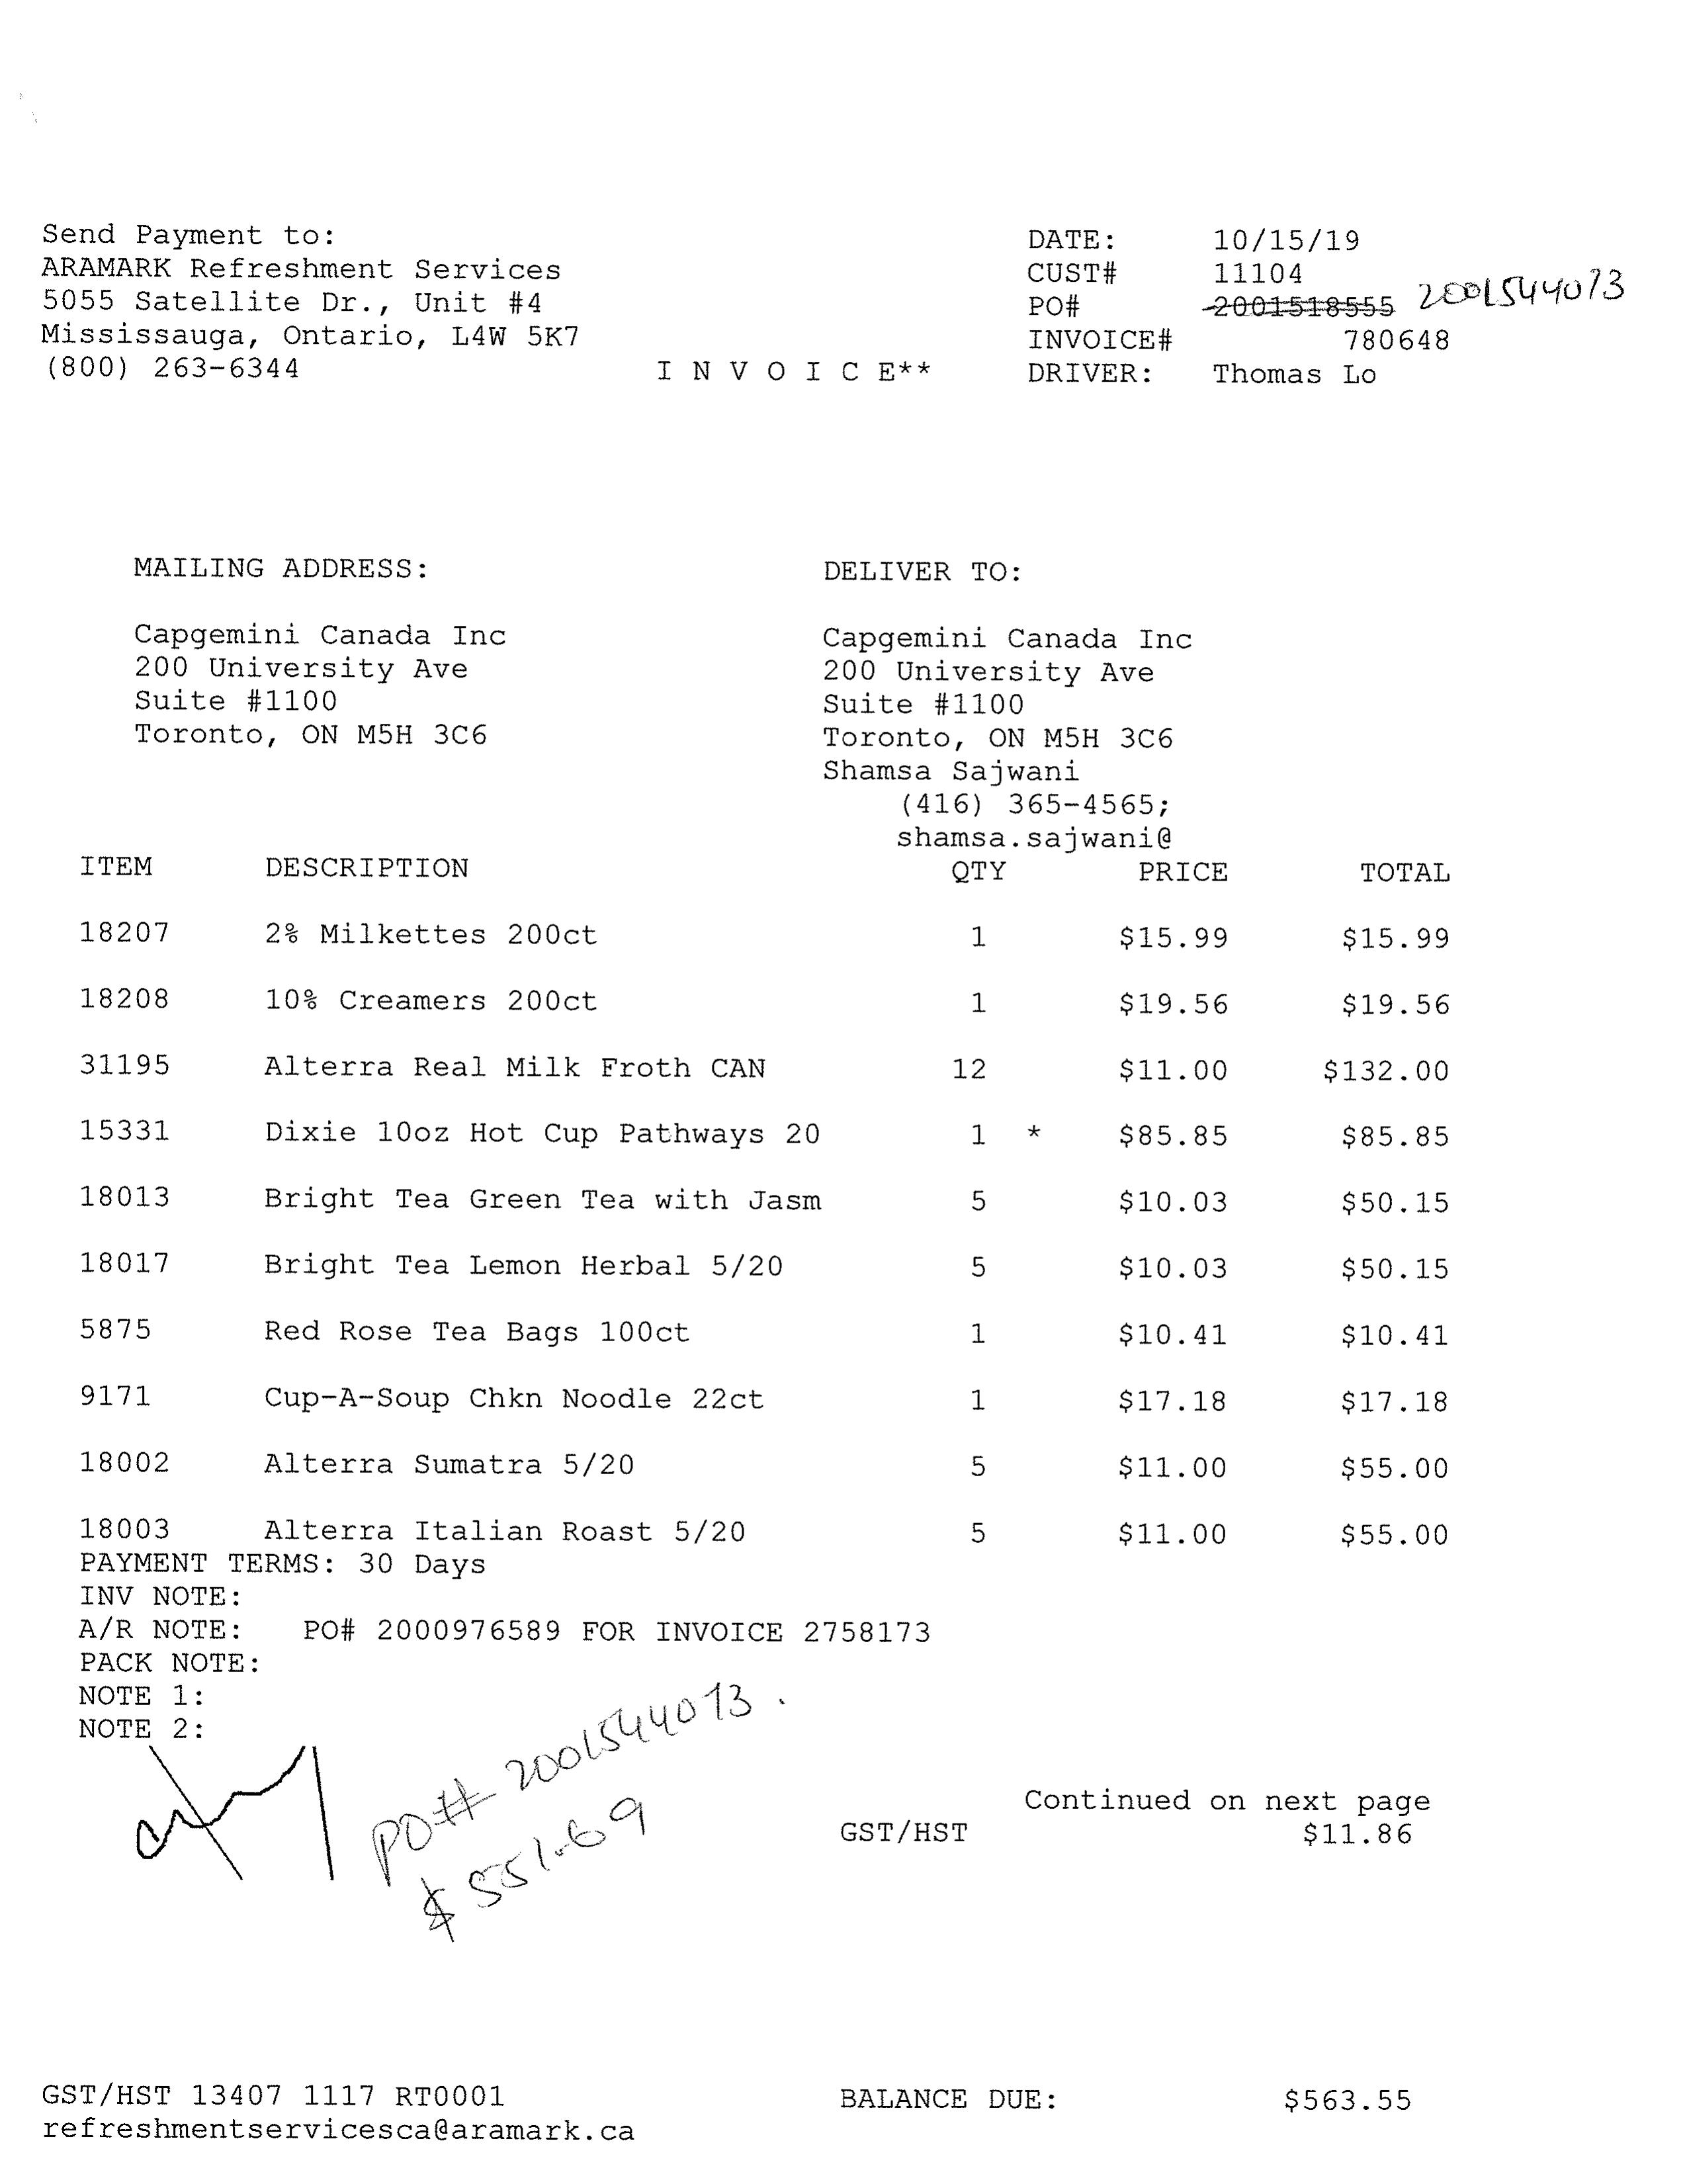 Send Payment to:
ARAMARK Refreshment Services
5055 Satellite Dr., Unit #4
Mississauga, Ontario, L4W 5K7
(800) 263-6344
I N V O I C E**
DATE: 10/15/19
CUST# 11104
PO# 2001518555 2001544073
INVOICE# 780648
DRIVER: Thomas Lo
MAILING ADDRESS:
Capgemini Canada Inc
200 University Ave
Suite #1100
Toronto, ON M5H 3C6
DELIVER TO:
Capgemini Canada Inc
200 University Ave
Suite #1100
Toronto, ON M5H 3C6
Shamsa Sajwani
(416) 365-4565;
shamsa.sajwani@
ITEM DESCRIPTION QTY PRICE TOTAL
18207 2% Milkettes 200ct 1 $15.99 $15.99
18208 10% Creamers 200ct 1 $19.56 $19.56
31195 Alterra Real Milk Froth CAN 12 $11.00 $132.00
15331 Dixie 10oz Hot Cup Pathways 20 1 * $85.85 $85.85
18013 Bright Tea Green Tea with Jasm 5 $10.03 $50.15
18017 Bright Tea Lemon Herbal 5/20 5 $10.03 $50.15
5875 Red Rose Tea Bags 100ct 1 $10.41 $10.41
9171 Cup-A-Soup Chkn Noodle 22ct 1 $17.18 $17.18
18002 Alterra Sumatra 5/20 5 $11.00 $55.00
18003 Alterra Italian Roast 5/20 5 $11.00 $55.00
PAYMENT TERMS: 30 Days
INV NOTE:
A/R NOTE: PO# 2000976589 FOR INVOICE 2758173
PACK NOTE:
NOTE 1:
NOTE 2:
PO# 2001544073.
$ 551.69
Continued on next page
GST/HST $11.86
GST/HST 13407 1117 RT0001
refreshmentservicesca@aramark.ca
BALANCE DUE: $563.55